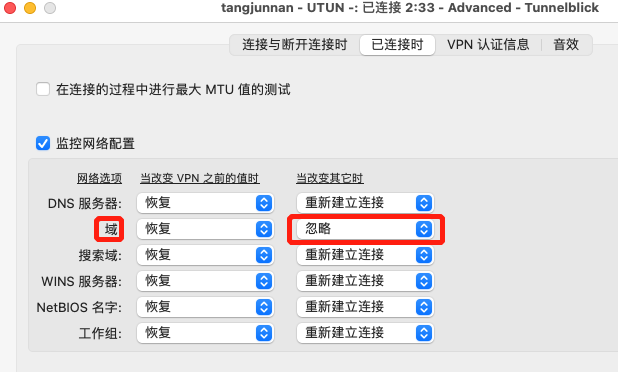 tangjunnan - UTUN -: 已连接 2:33 - Advanced - Tunnelblick
连接与断开连接时 已连接时 VPN 认证信息 音效
在连接的过程中进行最大 MTU 值的测试
监控网络配置
网络选项 当改变 VPN 之前的值时 当改变其它时
DNS 服务器: 恢复 重新建立连接
域 恢复 忽略
搜索域: 恢复 重新建立连接
WINS 服务器: 恢复 重新建立连接
NetBIOS 名字: 恢复 重新建立连接
工作组: 恢复 重新建立连接